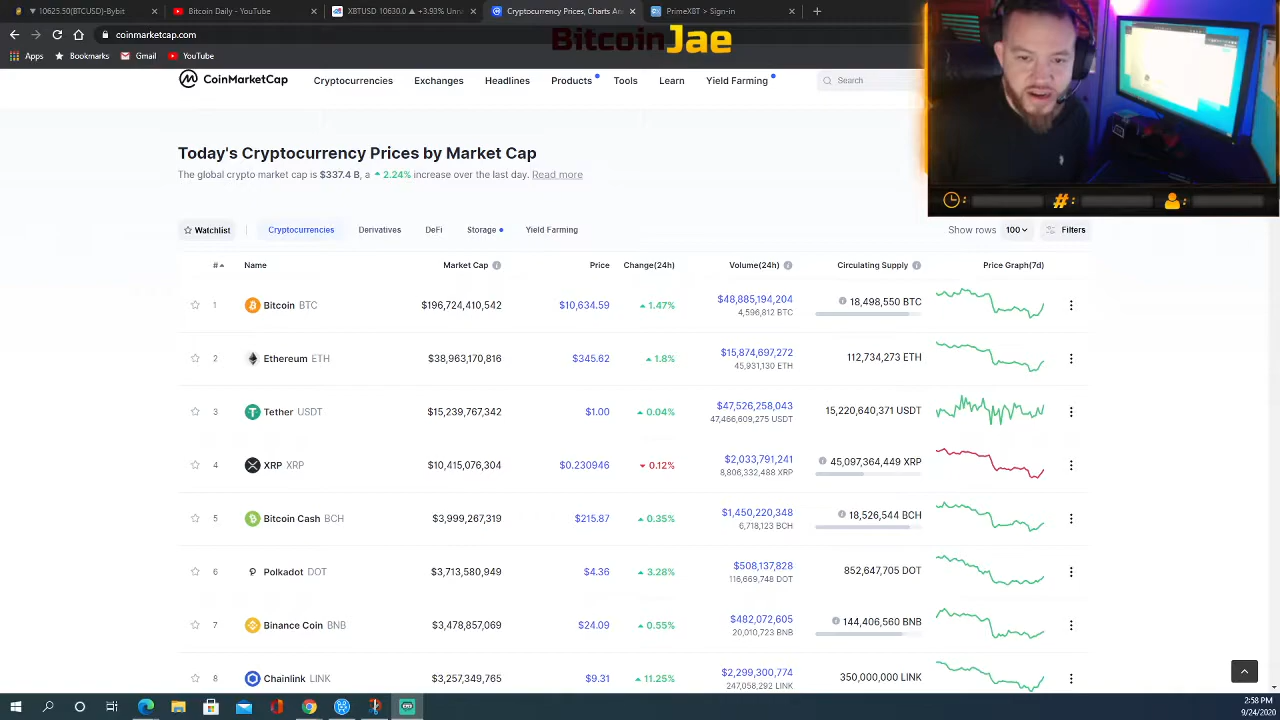 10623.50(BTCUSD)-Bybit
Bitcoin Daily - Youtube
XBTUSD 10630.0
PrimeXBT > Sign-in
Cryptocurrency Prices, Charts
coinmarketcap.com
BitcoinJae
Apps
Bookmarks
Gmail
YouTube
CoinMarketCap
Cryptocurrencies
Exchanges
Headlines
Products
Tools
Learn
Yield Farming
Search
Today's Cryptocurrency Prices by Market Cap
The global crypto market cap is $337.4 B, a 2.24% increase over the last day. Read more
Watchlist
Cryptocurrencies
Derivatives
DeFi
Storage
Yield Farming
Show rows 100
Filters
# Name Market Cap Price Change(24h) Volume(24h) Circulating Supply Price Graph(7d)
1 Bitcoin BTC $196,724,410,542 $10,634.59 1.47% $48,885,194,204 18,498,550 BTC
4,596,812 BTC
2 Ethereum ETH $38,963,170,816 $345.62 1.8% $15,874,697,272 112,734,273 ETH
45,931,130 ETH
3 Tether USDT $15,239,767,342 $1.00 0.04% $47,526,258,043 15,220,640,371 USDT
47,466,609,275 USDT
4 XRP XRP $10,415,076,304 $0.230946 0.12% $2,033,791,241 45,097,364,449 XRP
8,806,332,488 XRP
5 Bitcoin Cash BCH $3,999,267,319 $215.87 0.35% $1,450,220,348 18,526,544 BCH
6,718,123 BCH
6 Polkadot DOT $3,713,580,949 $4.36 3.28% $508,137,828 852,647,705 DOT
116,669,748 DOT
7 Binance Coin BNB $3,478,857,069 $24.09 0.55% $482,072,605 144,406,560 BNB
20,010,723 BNB
8 Chainlink LINK $3,257,349,765 $9.31 11.25% $2,299,300,774 350,000,000 LINK
247,058,292 LINK
2:58 PM
9/24/2020